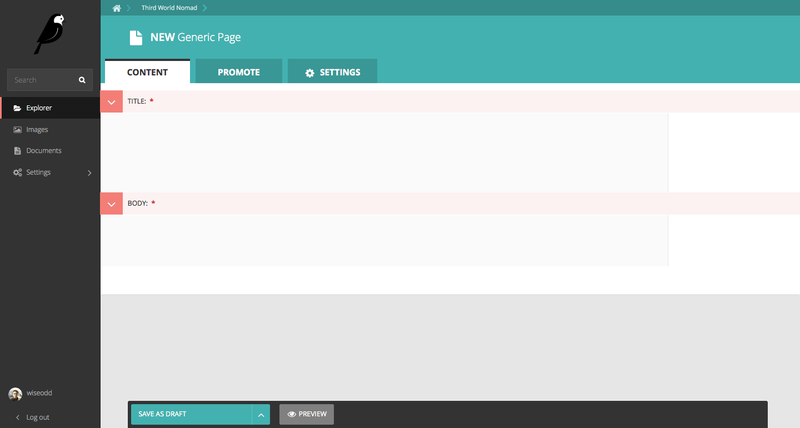 Third World Nomad
NEW Generic Page
CONTENT
PROMOTE
SETTINGS
Search
Explorer
Images
Documents
Settings
TITLE: *
BODY: *
wiseodd
Log out
SAVE AS DRAFT
PREVIEW